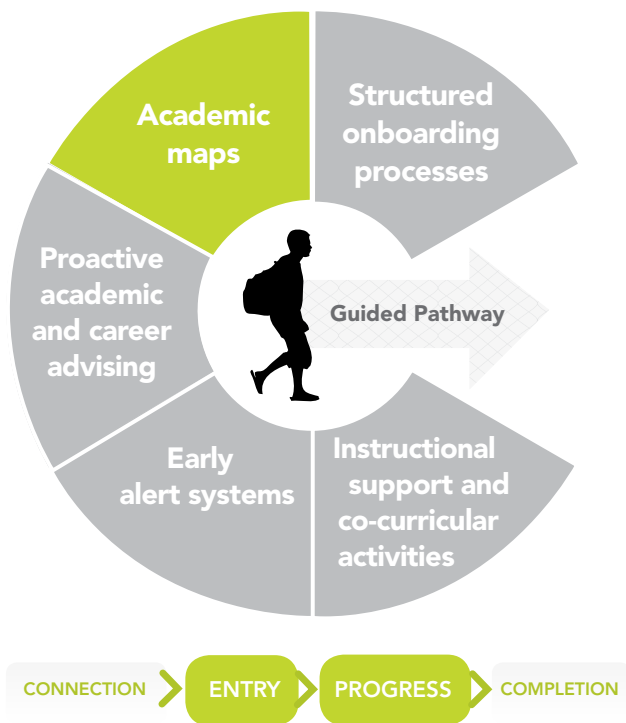 Academic
maps
Structured
onboarding
processes
Proactive
academic
and career
advising
Guided Pathway
Early
alert systems
Instructional
support and
co-curricular
activities
CONNECTION
ENTRY
PROGRESS
COMPLETION